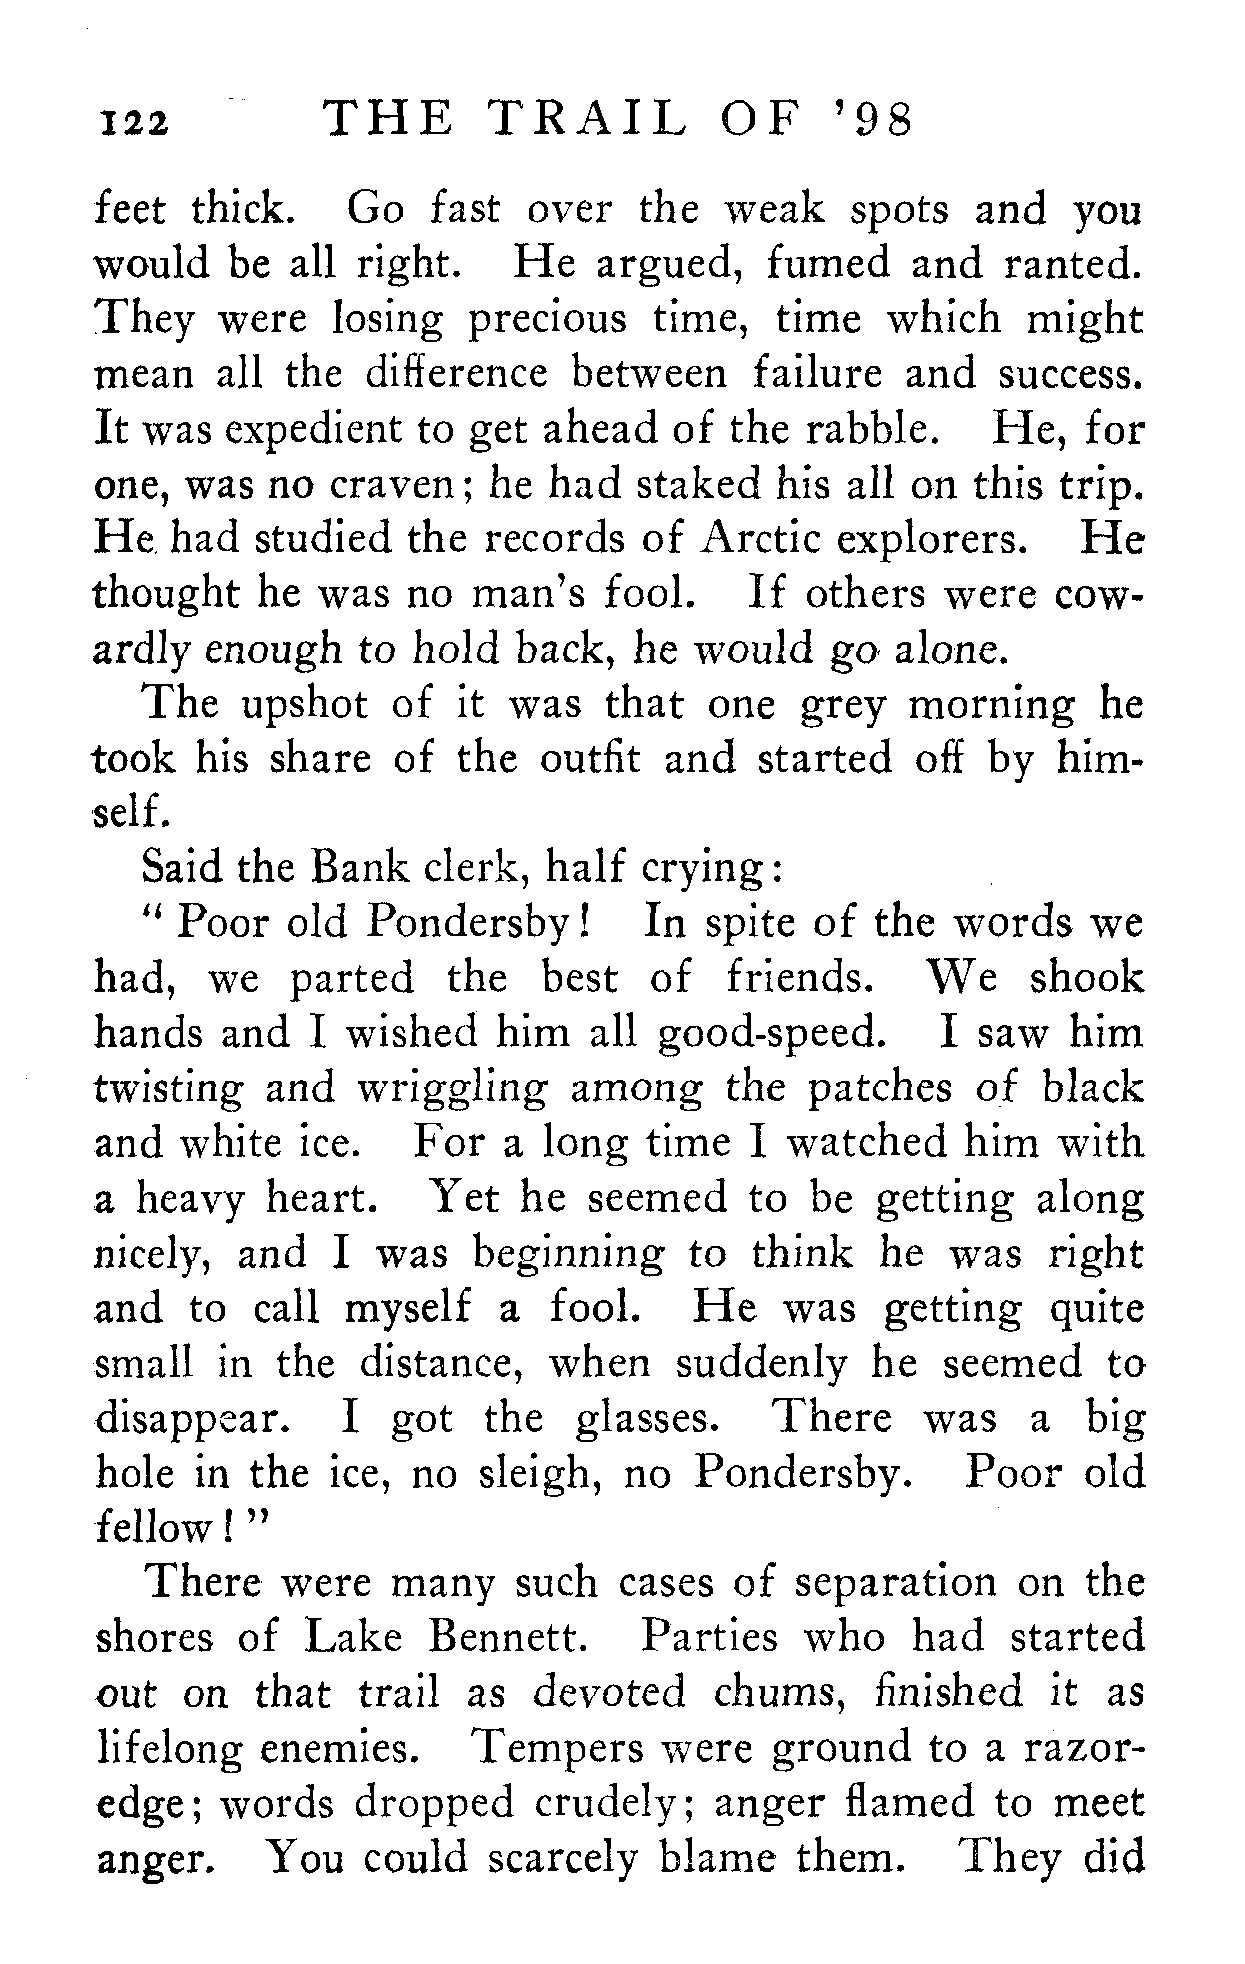 122 THE TRAIL OF '98
feet thick. Go fast over the weak spots and you
would be all right. He argued, fumed and ranted.
They were losing precious time, time which might
mean all the difference between failure and success.
It was expedient to get ahead of the rabble. He, for
one, was no craven; he had staked his all on this trip.
He had studied the records of Arctic explorers. He
thought he was no man's fool. If others were cow-
ardly enough to hold back, he would go alone.
The upshot of it was that one grey morning he
took his share of the outfit and started off by him-
self.
Said the Bank clerk, half crying:
" Poor old Pondersby! In spite of the words we
had, we parted the best of friends. We shook
hands and I wished him all good-speed. I saw him
twisting and wriggling among the patches of black
and white ice. For a long time I watched him with
a heavy heart. Yet he seemed to be getting along
nicely, and I was beginning to think he was right
and to call myself a fool. He was getting quite
small in the distance, when suddenly he seemed to
disappear. I got the glasses. There was a big
hole in the ice, no sleigh, no Pondersby. Poor old
fellow! "
There were many such cases of separation on the
shores of Lake Bennett. Parties who had started
out on that trail as devoted chums, finished it as
lifelong enemies. Tempers were ground to a razor-
edge; words dropped crudely; anger flamed to meet
anger. You could scarcely blame them. They did